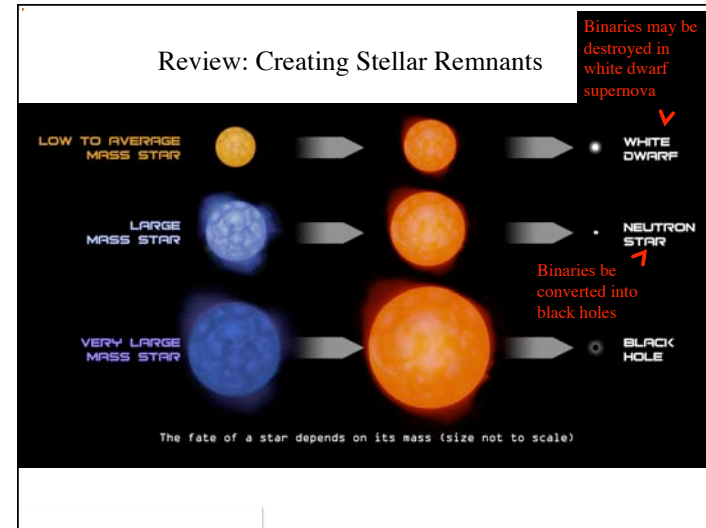 Review: Creating Stellar Remnants
Binaries may be
destroyed in
white dwarf
supernova
LOW TO AVERAGE
MASS STAR
WHITE
DWARF
LARGE
MASS STAR
NEUTRON
STAR
Binaries be
converted into
black holes
VERY LARGE
MASS STAR
BLACK
HOLE
The fate of a star depends on its mass (size not to scale)